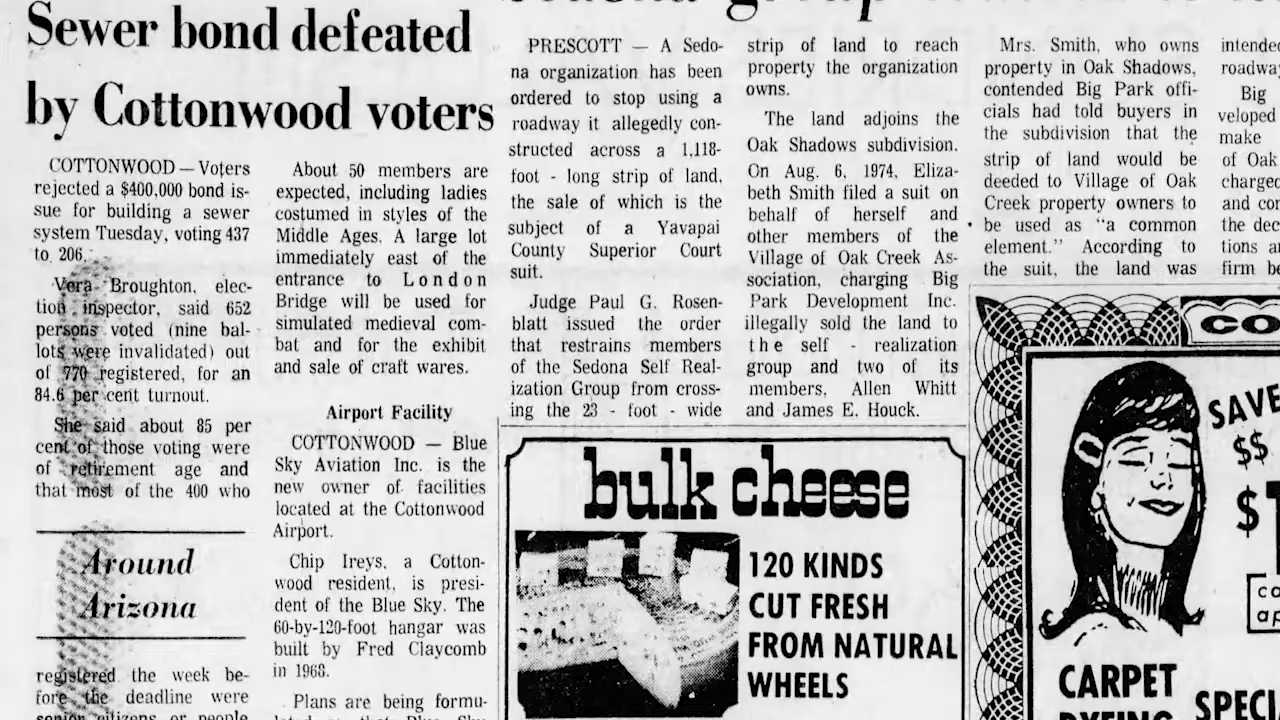 Sewer bond defeated
by Cottonwood voters
COTTONWOOD — Voters
rejected a $400,000 bond is-
sue for building a sewer
system Tuesday, voting 437
to 206.
Vera Broughton, elec-
tion inspector, said 652
persons voted (nine bal-
lots were invalidated) out
of 770 registered, for an
84.6 per cent turnout.
She said about 85 per
cent of those voting were
of retirement age and
that most of the 400 who
Around
Arizona
registered the week be-
fore the deadline were
senior citizens or people
About 50 members are
expected, including ladies
costumed in styles of the
Middle Ages. A large lot
immediately east of the
entrance to London
Bridge will be used for
simulated medieval com-
bat and for the exhibit
and sale of craft wares.
Airport Facility
COTTONWOOD — Blue
Sky Aviation Inc. is the
new owner of facilities
located at the Cottonwood
Airport.
Chip Ireys, a Cotton-
wood resident, is presi-
dent of the Blue Sky. The
60-by-120-foot hangar was
built by Fred Claycomb
in 1968.
Plans are being formu-
PRESCOTT — A Sedo-
na organization has been
ordered to stop using a
roadway it allegedly con-
structed across a 1,118-
foot - long strip of land,
the sale of which is the
subject of a Yavapai
County Superior Court
suit.
Judge Paul G. Rosen-
blatt issued the order
that restrains members
of the Sedona Self Real-
ization Group from cross-
ing the 23 - foot - wide
strip of land to reach
property the organization
owns.
The land adjoins the
Oak Shadows subdivision.
On Aug. 6, 1974, Eliza-
beth Smith filed a suit on
behalf of herself and
other members of the
Village of Oak Creek As-
sociation, charging Big
Park Development Inc.
illegally sold the land to
the self - realization
group and two of its
members, Allen Whitt
and James E. Houck.
Mrs. Smith, who owns
property in Oak Shadows,
contended Big Park offi-
cials had told buyers in
the subdivision that the
strip of land would be
deeded to Village of Oak
Creek property owners to
be used as "a common
element." According to
the suit, the land was
intended
roadway
Big
veloped
make
of Oak
charged
and con
the dec
tions a
firm be
bulk cheese
120 KINDS
CUT FRESH
FROM NATURAL
WHEELS
CO
SAVE
$$
$1
CARPET
DYEING
SPECI